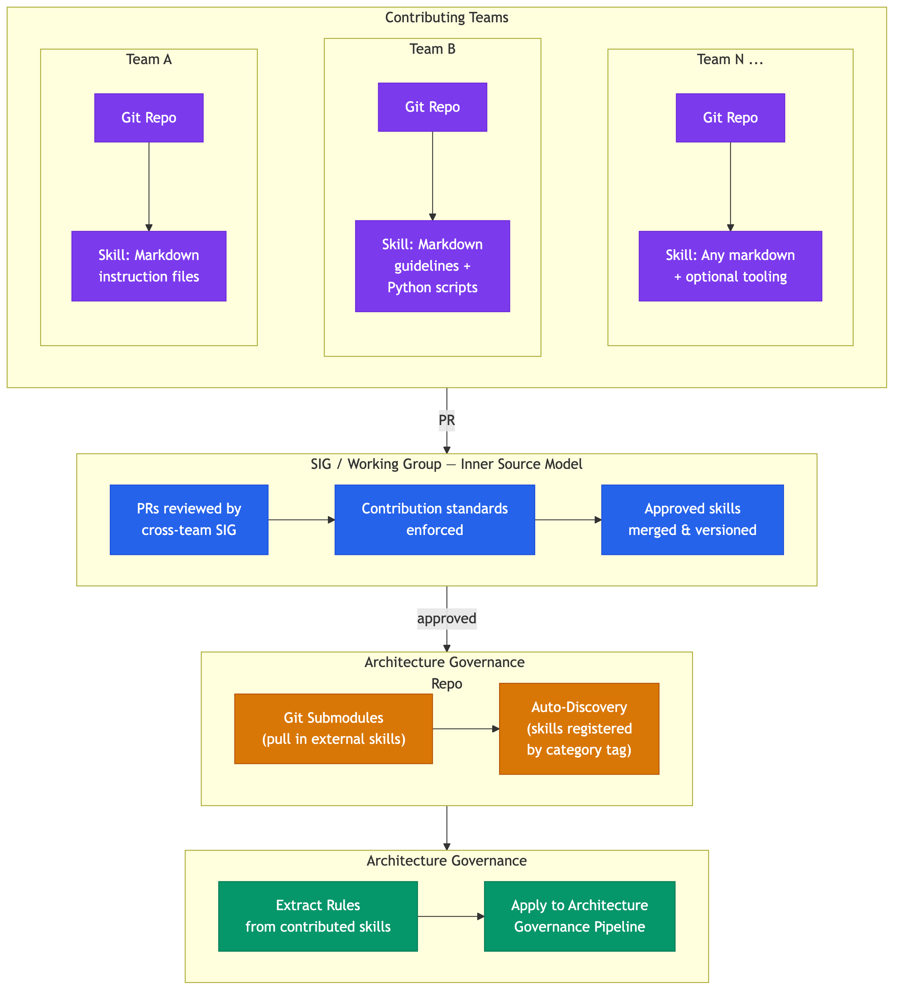 Contributing Teams
Team A
Git Repo
Skill: Markdown
instruction files
Team B
Git Repo
Skill: Markdown
guidelines +
Python scripts
Team N ...
Git Repo
Skill: Any markdown
+ optional tooling
PR
SIG / Working Group — Inner Source Model
PRs reviewed by
cross-team SIG
Contribution standards
enforced
Approved skills
merged & versioned
approved
Architecture Governance
Repo
Git Submodules
(pull in external skills)
Auto-Discovery
(skills registered
by category tag)
Architecture Governance
Extract Rules
from contributed skills
Apply to Architecture
Governance Pipeline